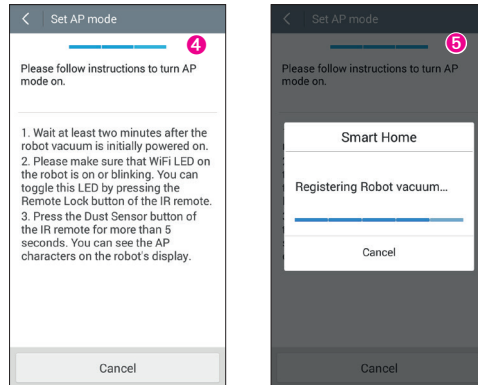 Set AP mode
4
Please follow instructions to turn AP
mode on.
1. Wait at least two minutes after the
robot vacuum is initially powered on.
2. Please make sure that WiFi LED on
the robot is on or blinking. You can
toggle this LED by pressing the
Remote Lock button of the IR remote.
3. Press the Dust Sensor button of
the IR remote for more than 5
seconds. You can see the AP
characters on the robot's display.
Cancel
Set AP mode
5
Please follow instructions to turn AP
mode on.
Smart Home
Registering Robot vacuum...
Cancel
Cancel